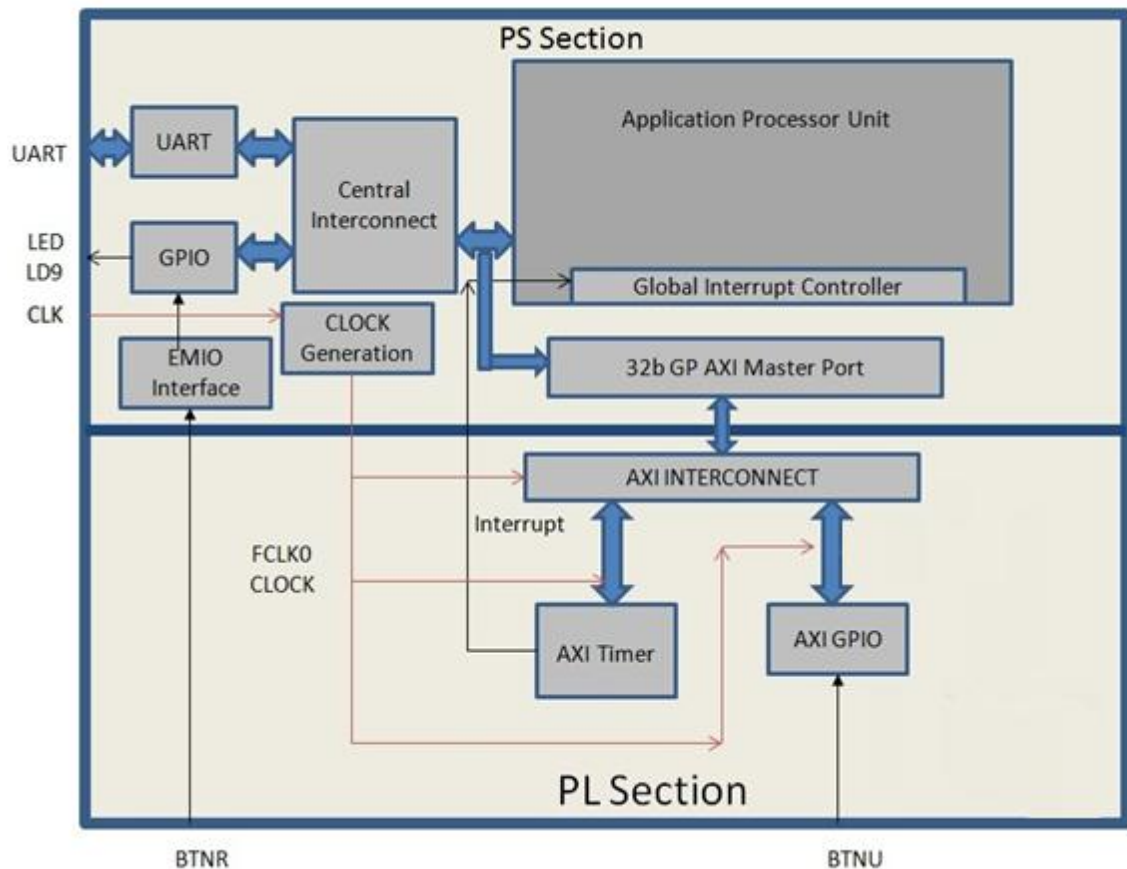 PS Section
Application Processor Unit
UART
UART
Central
Interconnect
LED
LD9
GPIO
Global Interrupt Controller
CLK
CLOCK
Generation
EMIO
Interface
32b GP AXI Master Port
AXI INTERCONNECT
Interrupt
FCLK0
CLOCK
AXI Timer
AXI GPIO
PL Section
BTNR
BTNU